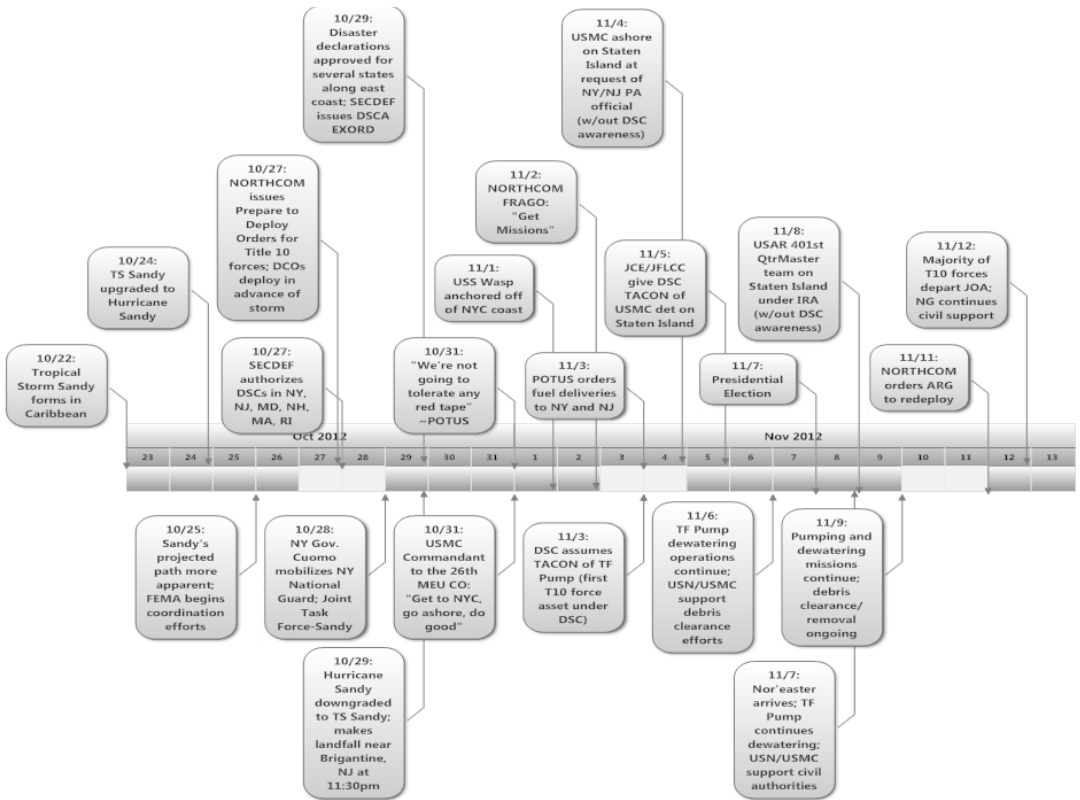 10/29:
Disaster
declarations
approved for
several states
along east
coast; SECDEF
issues DSCA
EXORD
11/4:
USMC ashore
on Staten
Island at
request of
NY/NJ PA
official
(w/out DSC
awareness)
10/27:
NORTHCOM
issues
Prepare to
Deploy
Orders for
Title 10
forces; DCOs
deploy in
advance of
storm
11/2:
NORTHCOM
FRAGO:
"Get
Missions"
10/24:
TS Sandy
upgraded to
Hurricane
Sandy
11/1:
USS Wasp
anchored off
of NYC coast
11/5:
JCE/JFLCC
give DSC
TACON of
USMC det on
Staten Island
11/8:
USAR 401st
QtrMaster
team on
Staten Island
under IRA
(w/out DSC
awareness)
11/12:
Majority of
T10 forces
depart JOA;
NG continues
civil support
10/22:
Tropical
Storm Sandy
forms in
Caribbean
10/27:
SECDEF
authorizes
DSCs in NY,
NJ, MD, NH,
MA, RI
10/31:
"We're not
going to
tolerate any
red tape"
~POTUS
11/3:
POTUS orders
fuel deliveries
to NY and NJ
11/7:
Presidential
Election
11/11:
NORTHCOM
orders ARG
to redeploy
Oct 2012
Nov 2012
23 24 25 26 27 28 29 30 31 1 2 3 4 5 6 7 8 9 10 11 12 13
10/25:
Sandy's
projected
path more
apparent;
FEMA begins
coordination
efforts
10/28:
NY Gov.
Cuomo
mobilizes NY
National
Guard; Joint
Task
Force-Sandy
10/31:
USMC
Commandant
to the 26th
MEU CO:
"Get to NYC,
go ashore, do
good"
11/3:
DSC assumes
TACON of TF
Pump (first
T10 force
asset under
DSC)
11/6:
TF Pump
dewatering
operations
continue;
USN/USMC
support
debris
clearance
efforts
11/9:
Pumping and
dewatering
missions
continue;
debris
clearance/
removal
ongoing
10/29:
Hurricane
Sandy
downgraded
to TS Sandy;
makes
landfall near
Brigantine,
NJ at
11:30pm
11/7:
Nor'easter
arrives; TF
Pump
continues
dewatering;
USN/USMC
support civil
authorities